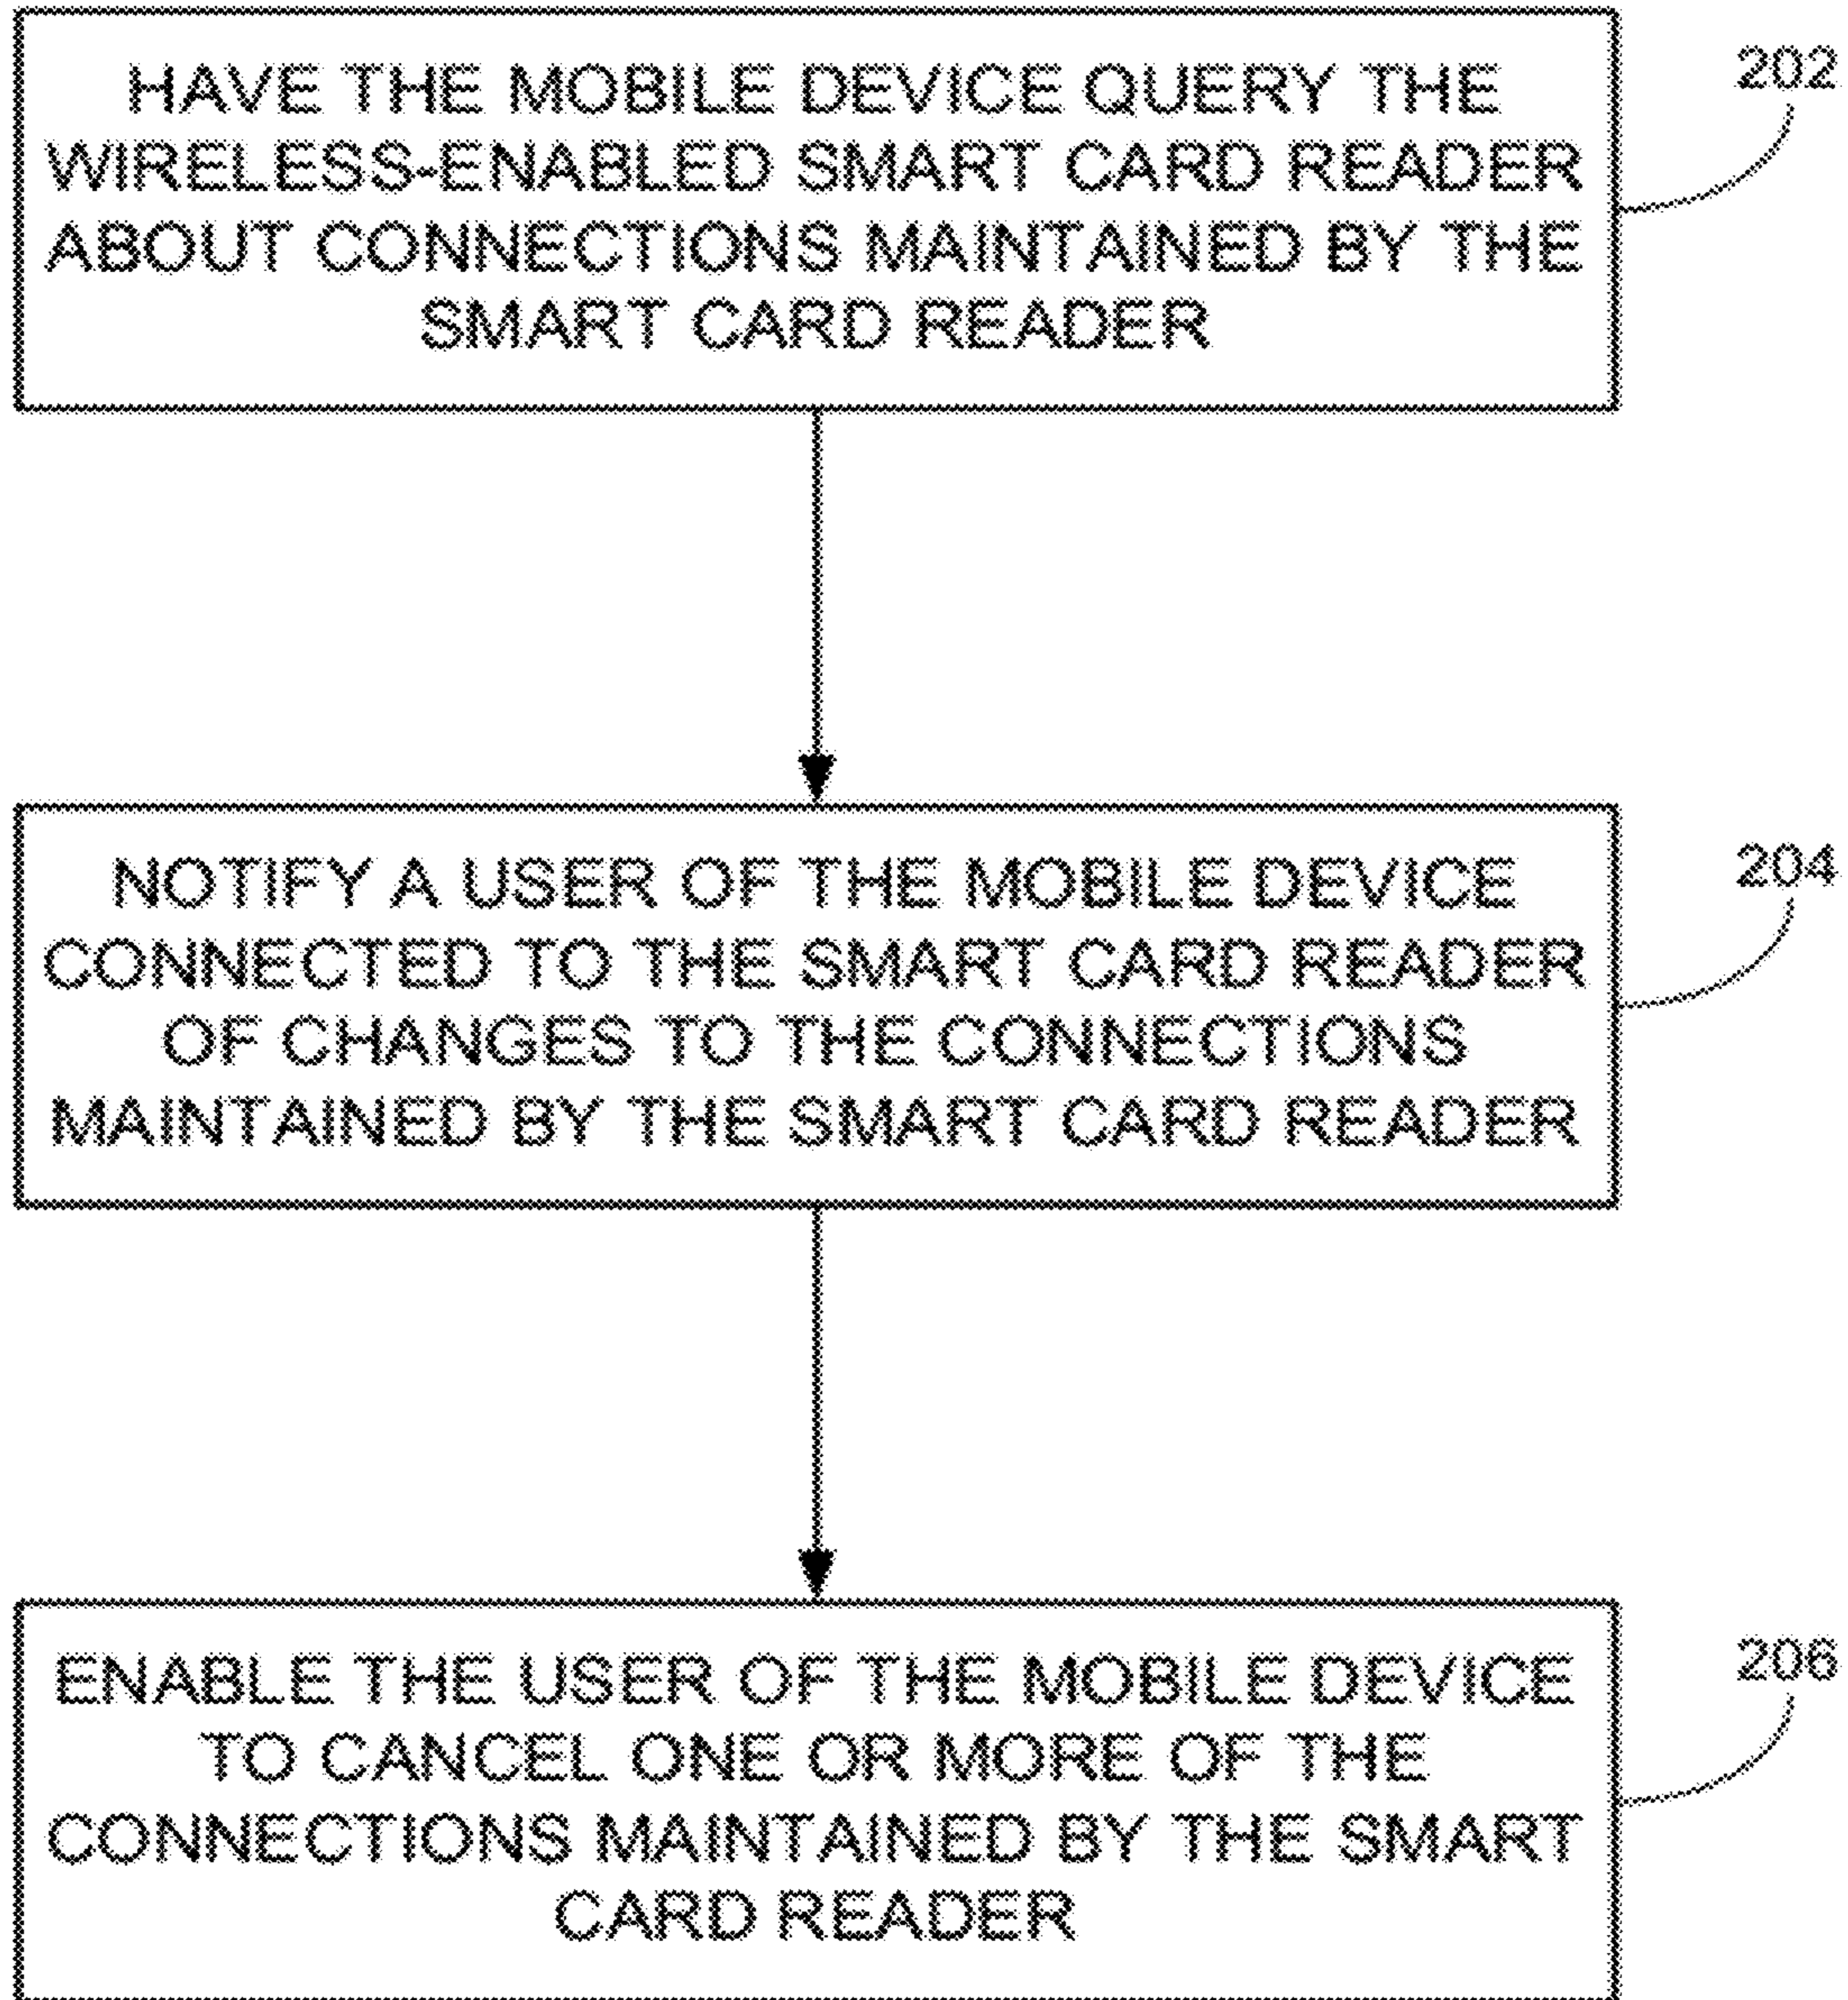 HAVE THE MOBILE DEVICE QUERY THE
WIRELESS-ENABLED SMART CARD READER
ABOUT CONNECTIONS MAINTAINED BY THE
SMART CARD READER
202
NOTIFY A USER OF THE MOBILE DEVICE
CONNECTED TO THE SMART CARD READER
OF CHANGES TO THE CONNECTIONS
MAINTAINED BY THE SMART CARD READER
204
ENABLE THE USER OF THE MOBILE DEVICE
TO CANCEL ONE OR MORE OF THE
CONNECTIONS MAINTAINED BY THE SMART
CARD READER
206